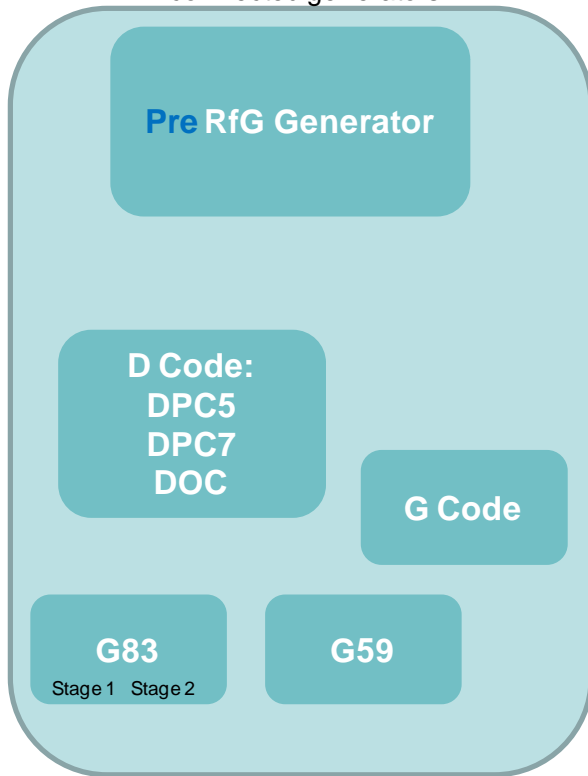 Pre RfG Generator
D Code:
DPC5
DPC7
DOC
G Code
G83
Stage 1 Stage 2
G59